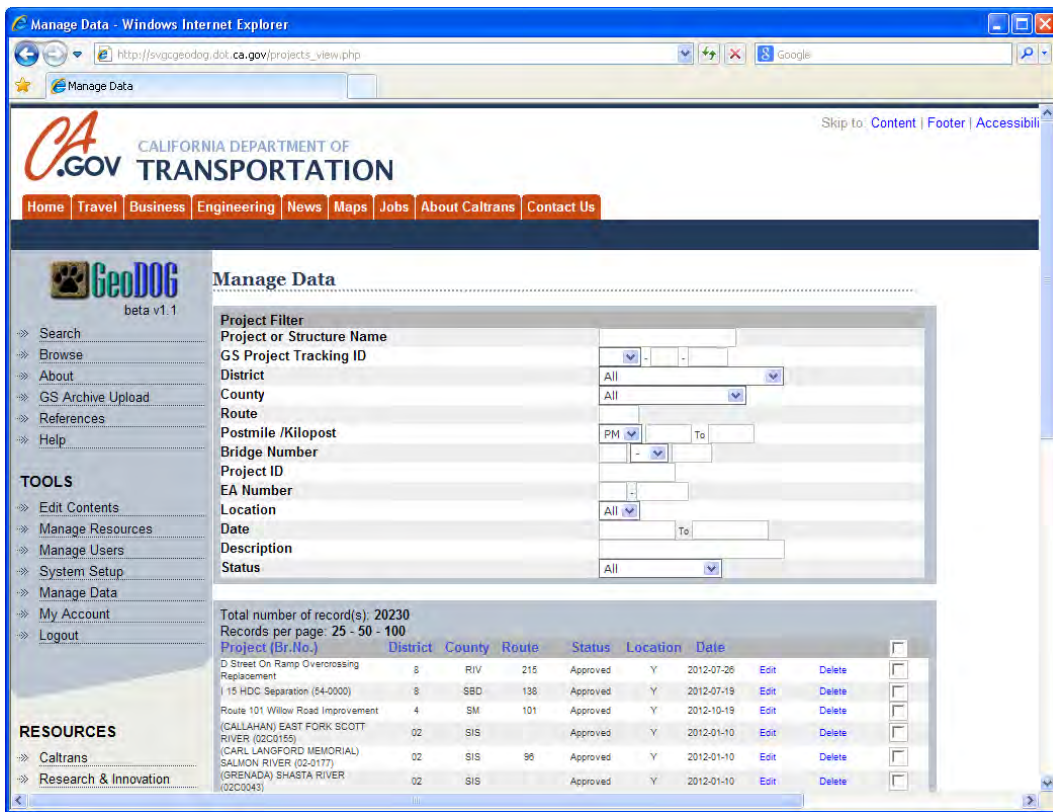 Manage Data - Windows Internet Explorer
http://svgcgeodog.dot.ca.gov/projects_view.php
Google
Manage Data
Skip to: Content | Footer | Accessibili
CA.GOV
CALIFORNIA DEPARTMENT OF
TRANSPORTATION
Home Travel Business Engineering News Maps Jobs About Caltrans Contact Us
GeoDOG
beta v1.1
Search
Browse
About
GS Archive Upload
References
Help
TOOLS
Edit Contents
Manage Resources
Manage Users
System Setup
Manage Data
My Account
Logout
RESOURCES
Caltrans
Research & Innovation
Manage Data
Project Filter
Project or Structure Name
GS Project Tracking ID - -
District All
County All
Route
Postmile /Kilopost PM To
Bridge Number -
Project ID
EA Number -
Location All
Date To
Description
Status All
Total number of record(s): 20230
Records per page: 25 - 50 - 100
Project (Br.No.) District County Route Status Location Date
D Street On Ramp Overcrossing Replacement 8 RIV 215 Approved Y 2012-07-26 Edit Delete
I 15 HDC Separation (54-0000) 8 SBD 138 Approved Y 2012-07-19 Edit Delete
Route 101 Willow Road Improvement 4 SM 101 Approved Y 2012-10-19 Edit Delete
(CALLAHAN) EAST FORK SCOTT RIVER (02C0155) 02 SIS Approved Y 2012-01-10 Edit Delete
(CARL LANGFORD MEMORIAL) SALMON RIVER (02-0177) 02 SIS 96 Approved Y 2012-01-10 Edit Delete
(GRENADA) SHASTA RIVER (02C0043) 02 SIS Approved Y 2012-01-10 Edit Delete